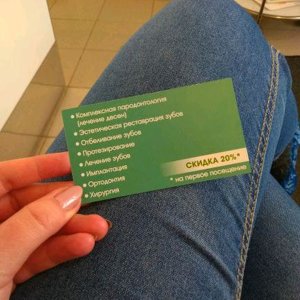 • Комплексная пародонтология
(лечение десен)
• Эстетическая реставрация зубов
• Отбеливание зубов
• Протезирование
• Лечение зубов
• Имплантация
• Ортодонтия
• Хирургия
СКИДКА 20%*
* на первое посещение